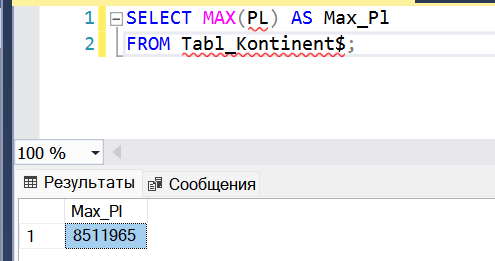 1 SELECT MAX(PL) AS Max_Pl
2 FROM Tabl_Kontinent$;
100 %
Результаты Сообщения
Max_Pl
1 8511965